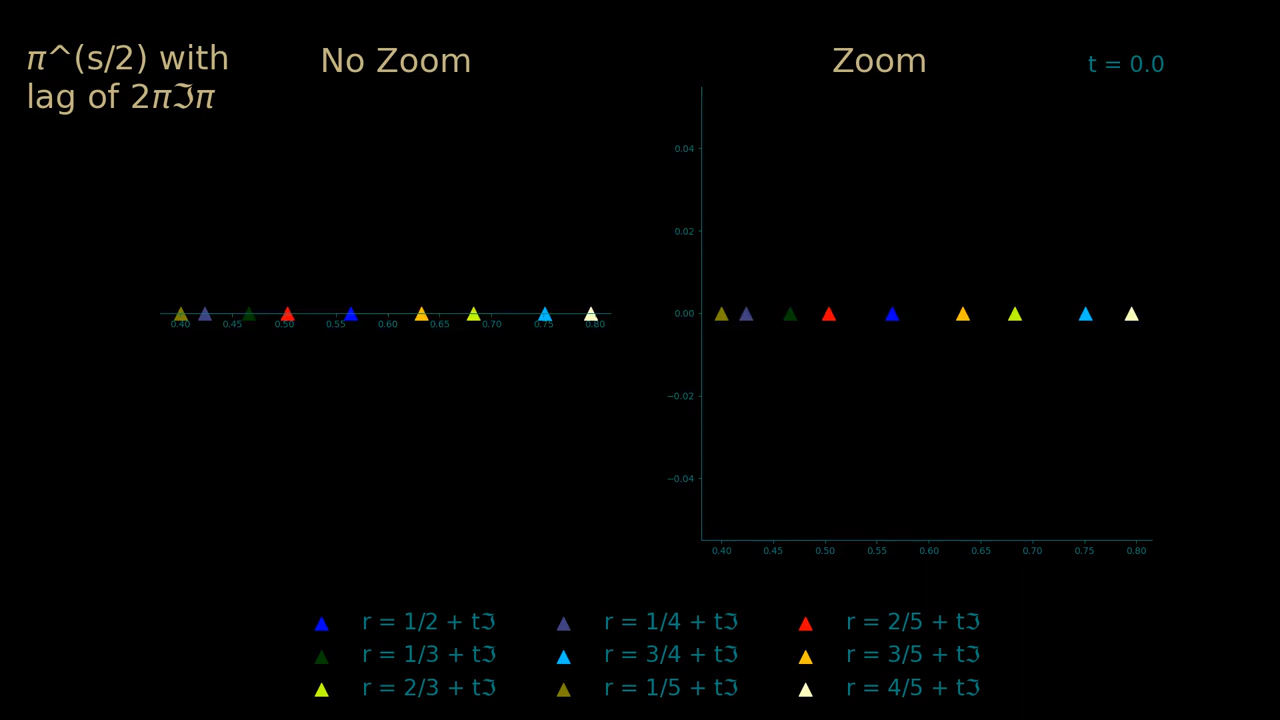 π^(s/2) with
lag of 2πℑπ
No Zoom
Zoom
t = 0.0
0.40 0.45 0.50 0.55 0.60 0.65 0.70 0.75 0.80
0.04
0.02
0.00
−0.02
−0.04
0.40 0.45 0.50 0.55 0.60 0.65 0.70 0.75 0.80
r = 1/2 + tℑ r = 1/4 + tℑ r = 2/5 + tℑ
r = 1/3 + tℑ r = 3/4 + tℑ r = 3/5 + tℑ
r = 2/3 + tℑ r = 1/5 + tℑ r = 4/5 + tℑ